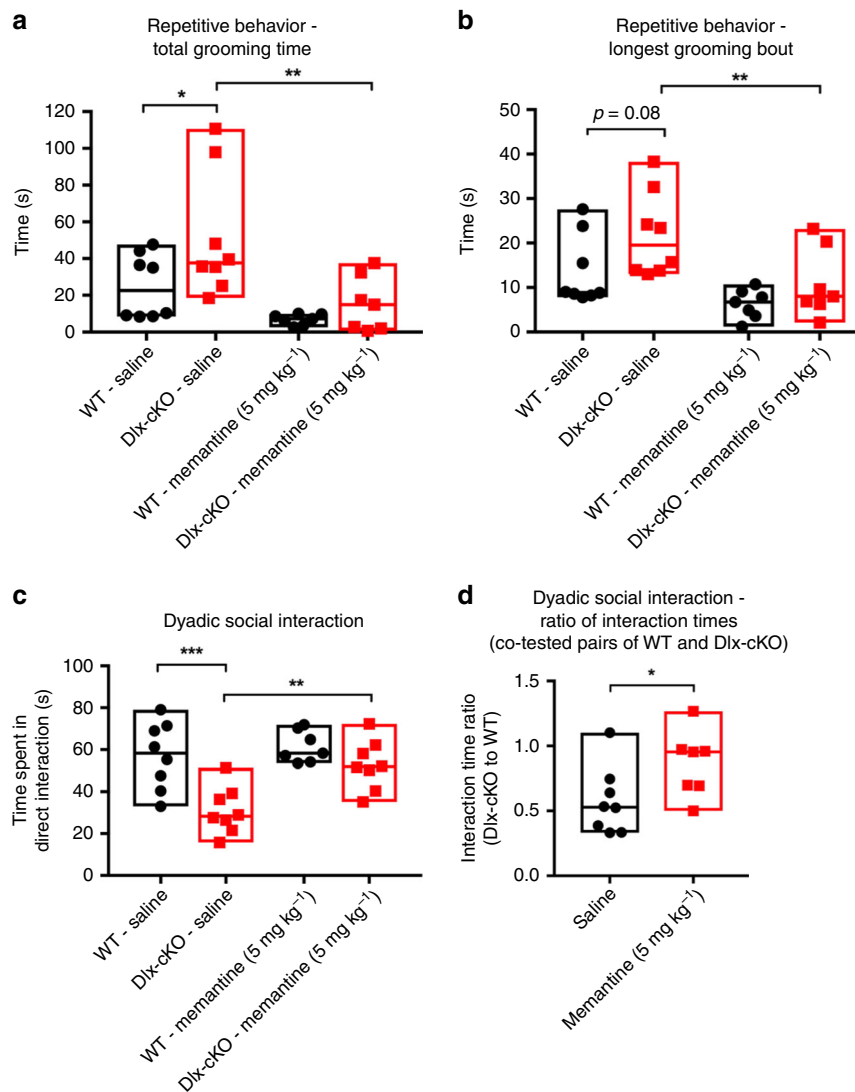 a
Repetitive behavior -
total grooming time
*
**
Time (s)
120
100
80
60
40
20
0
WT - saline
Dlx-cKO - saline
WT - memantine (5 mg kg⁻¹)
Dlx-cKO - memantine (5 mg kg⁻¹)
b
Repetitive behavior -
longest grooming bout
**
p = 0.08
Time (s)
50
40
30
20
10
0
WT - saline
Dlx-cKO - saline
WT - memantine (5 mg kg⁻¹)
Dlx-cKO - memantine (5 mg kg⁻¹)
c
Dyadic social interaction
***
**
Time spent in
direct interaction (s)
100
80
60
40
20
0
WT - saline
Dlx-cKO - saline
WT - memantine (5 mg kg⁻¹)
Dlx-cKO - memantine (5 mg kg⁻¹)
d
Dyadic social interaction -
ratio of interaction times
(co-tested pairs of WT and Dlx-cKO)
*
Interaction time ratio
(Dlx-cKO to WT)
1.5
1.0
0.5
0.0
Saline
Memantine (5 mg kg⁻¹)